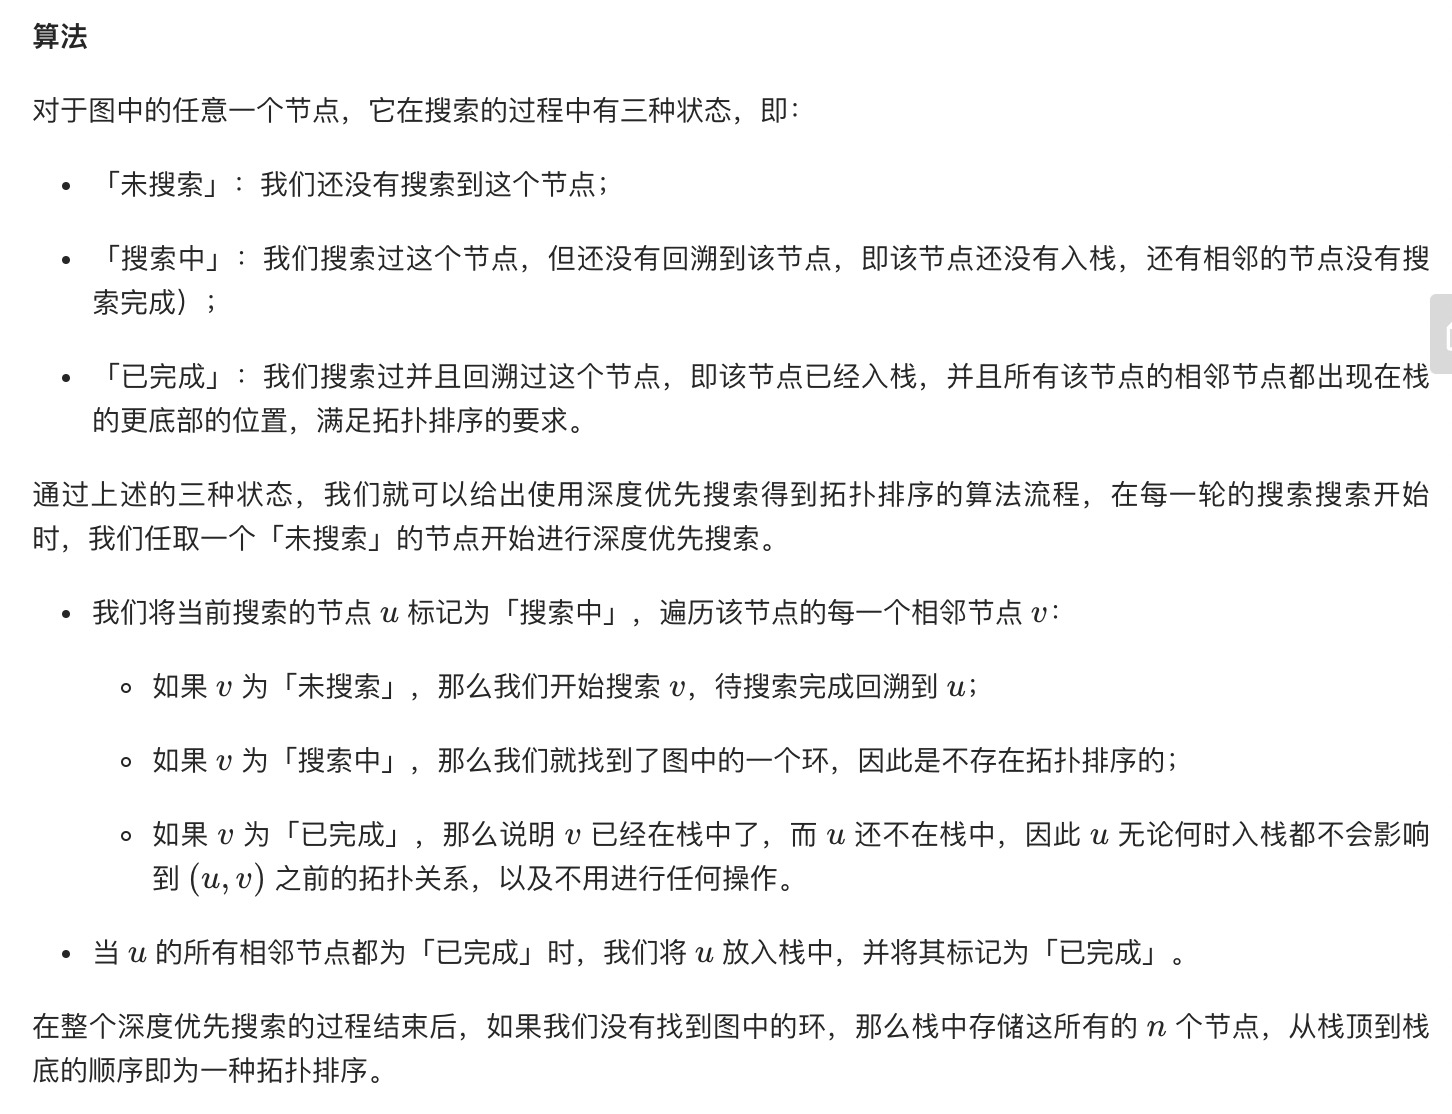 算法
对于图中的任意一个节点，它在搜索的过程中有三种状态，即：
• 「未搜索」：我们还没有搜索到这个节点；
• 「搜索中」：我们搜索过这个节点，但还没有回溯到该节点，即该节点还没有入栈，还有相邻的节点没有搜
索完成）；
• 「已完成」：我们搜索过并且回溯过这个节点，即该节点已经入栈，并且所有该节点的相邻节点都出现在栈
的更底部的位置，满足拓扑排序的要求。
通过上述的三种状态，我们就可以给出使用深度优先搜索得到拓扑排序的算法流程，在每一轮的搜索搜索开始
时，我们任取一个「未搜索」的节点开始进行深度优先搜索。
• 我们将当前搜索的节点 u 标记为「搜索中」，遍历该节点的每一个相邻节点 v：
◦ 如果 v 为「未搜索」，那么我们开始搜索 v，待搜索完成回溯到 u；
◦ 如果 v 为「搜索中」，那么我们就找到了图中的一个环，因此是不存在拓扑排序的；
◦ 如果 v 为「已完成」，那么说明 v 已经在栈中了，而 u 还不在栈中，因此 u 无论何时入栈都不会影响
到 (u, v) 之前的拓扑关系，以及不用进行任何操作。
• 当 u 的所有相邻节点都为「已完成」时，我们将 u 放入栈中，并将其标记为「已完成」。
在整个深度优先搜索的过程结束后，如果我们没有找到图中的环，那么栈中存储这所有的 n 个节点，从栈顶到栈
底的顺序即为一种拓扑排序。